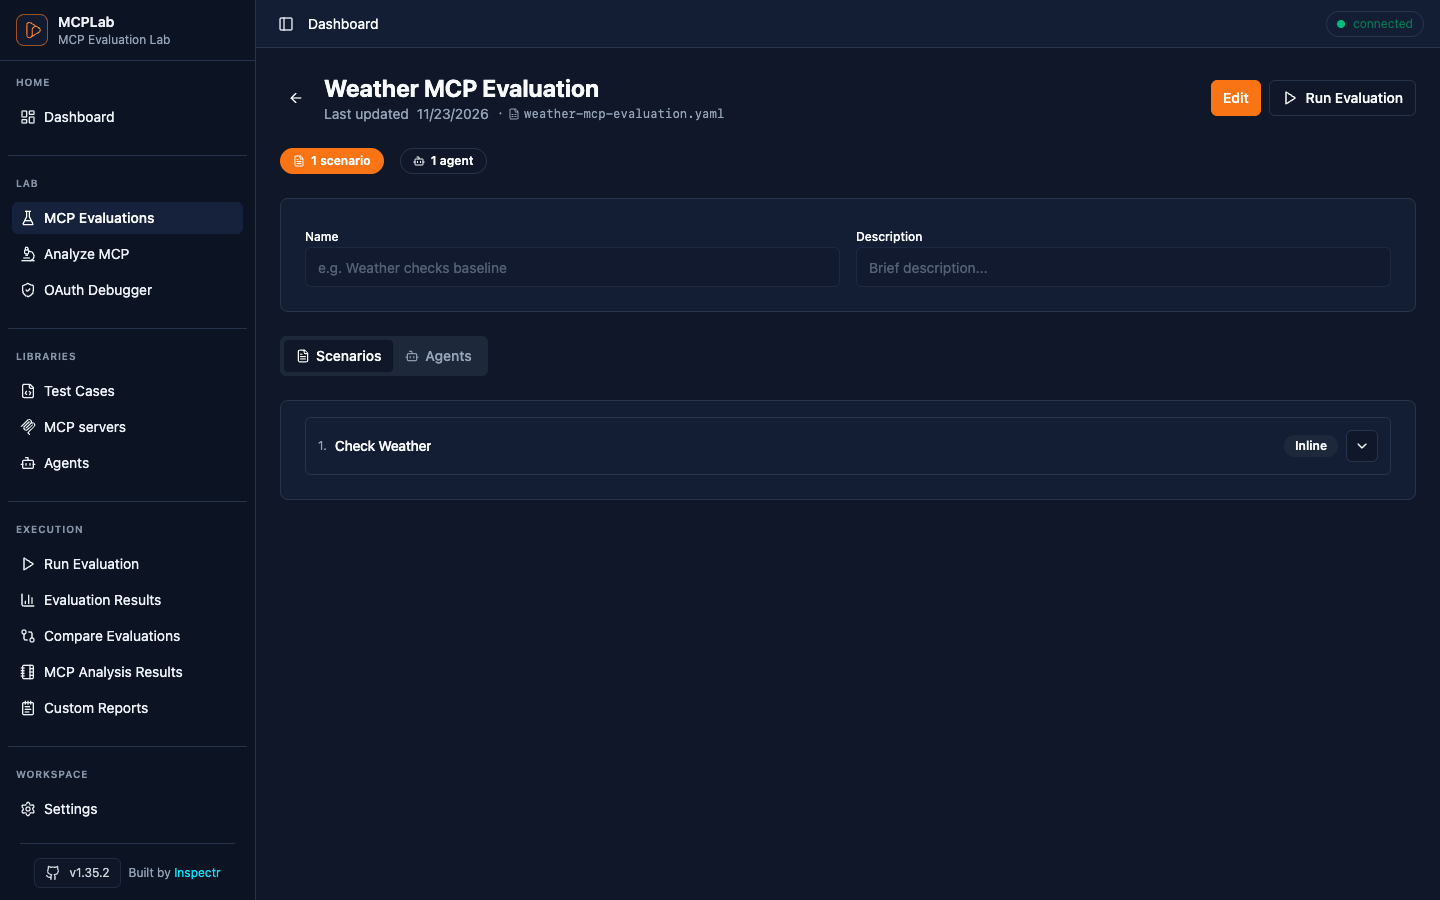 MCPLab
MCP Evaluation Lab
HOME
Dashboard
LAB
MCP Evaluations
Analyze MCP
OAuth Debugger
LIBRARIES
Test Cases
MCP servers
Agents
EXECUTION
Run Evaluation
Evaluation Results
Compare Evaluations
MCP Analysis Results
Custom Reports
WORKSPACE
Settings
v1.35.2 Built by Inspectr
Dashboard
connected
Weather MCP Evaluation
Last updated 11/23/2026 · weather-mcp-evaluation.yaml
Edit
Run Evaluation
1 scenario
1 agent
Name
e.g. Weather checks baseline
Description
Brief description...
Scenarios
Agents
1. Check Weather
Inline